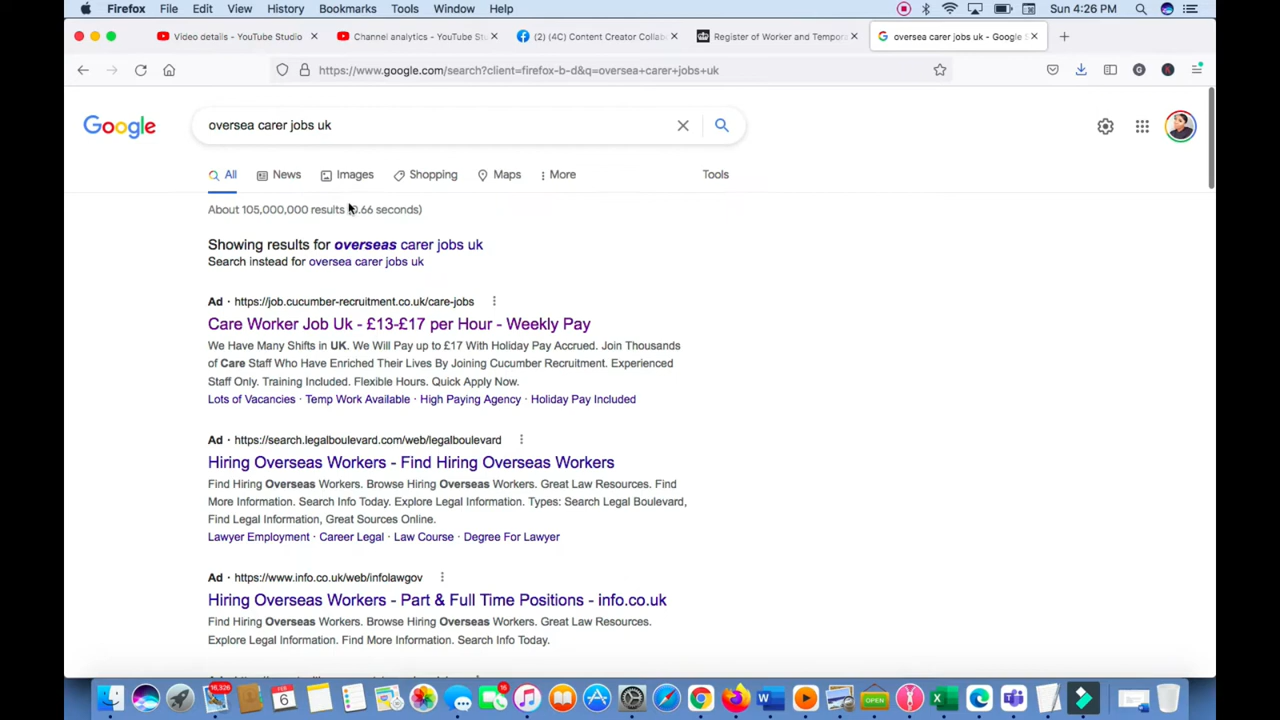 Firefox File Edit View History Bookmarks Tools Window Help Sun 4:26 PM
Video details - YouTube Studio Channel analytics - YouTube Stu (2) (4C) Content Creator Collab Register of Worker and Tempora oversea carer jobs uk - Google S
https://www.google.com/search?client=firefox-b-d&q=oversea+carer+jobs+uk
Google
oversea carer jobs uk
All News Images Shopping Maps More Tools
About 105,000,000 results (0.66 seconds)
Showing results for overseas carer jobs uk
Search instead for oversea carer jobs uk
Ad · https://job.cucumber-recruitment.co.uk/care-jobs
Care Worker Job Uk - £13-£17 per Hour - Weekly Pay
We Have Many Shifts in UK. We Will Pay up to £17 With Holiday Pay Accrued. Join Thousands
of Care Staff Who Have Enriched Their Lives By Joining Cucumber Recruitment. Experienced
Staff Only. Training Included. Flexible Hours. Quick Apply Now.
Lots of Vacancies · Temp Work Available · High Paying Agency · Holiday Pay Included
Ad · https://search.legalboulevard.com/web/legalboulevard
Hiring Overseas Workers - Find Hiring Overseas Workers
Find Hiring Overseas Workers. Browse Hiring Overseas Workers. Great Law Resources. Find
More Information. Search Info Today. Explore Legal Information. Types: Search Legal Boulevard,
Find Legal Information, Great Sources Online.
Lawyer Employment · Career Legal · Law Course · Degree For Lawyer
Ad · https://www.info.co.uk/web/infolawgov
Hiring Overseas Workers - Part & Full Time Positions - info.co.uk
Find Hiring Overseas Workers. Browse Hiring Overseas Workers. Great Law Resources.
Explore Legal Information. Find More Information. Search Info Today.
16,326
FEB
6
16
OPEN